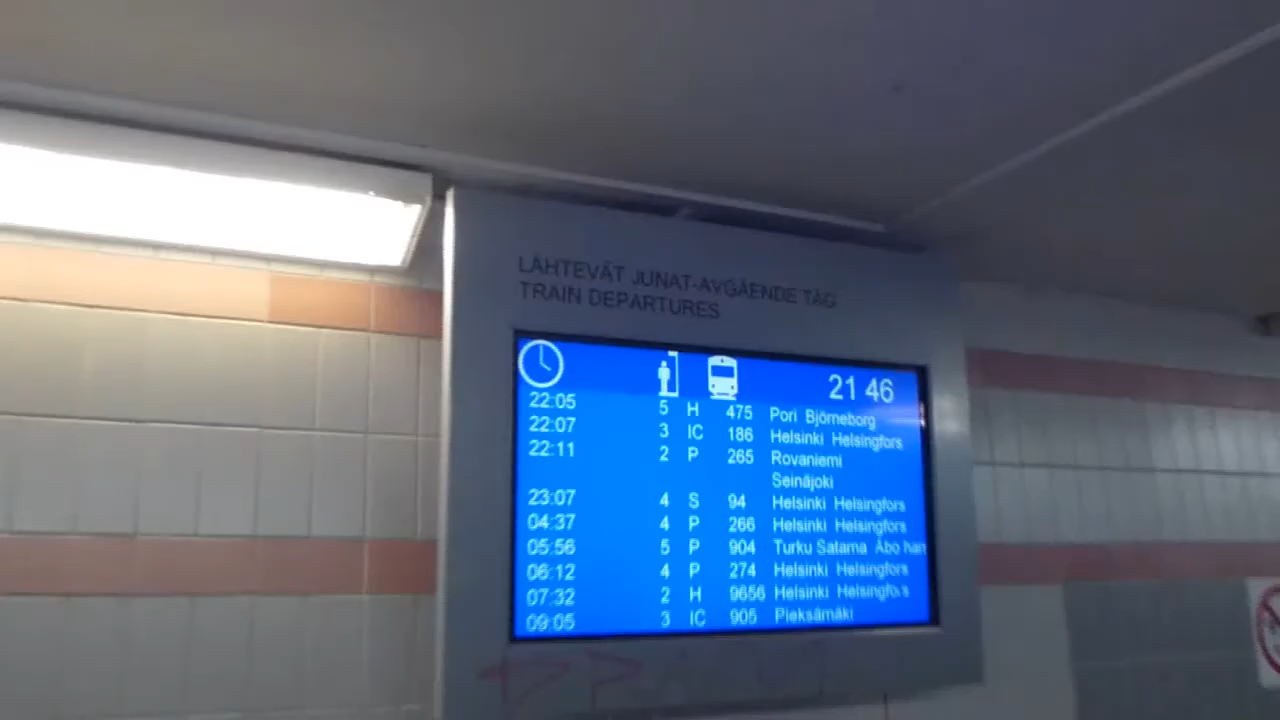 LÄHTEVÄT JUNAT-AVGÅENDE TÅG
TRAIN DEPARTURES
21 46
22:05 5 H 475 Pori Björneborg
22:07 3 IC 186 Helsinki Helsingfors
22:11 2 P 265 Rovaniemi
Seinäjoki
23:07 4 S 94 Helsinki Helsingfors
04:37 4 P 266 Helsinki Helsingfors
05:56 5 P 904 Turku Satama Åbo ham
06:12 4 P 274 Helsinki Helsingfors
07:32 2 H 9656 Helsinki Helsingfors
09:05 3 IC 905 Pieksämäki